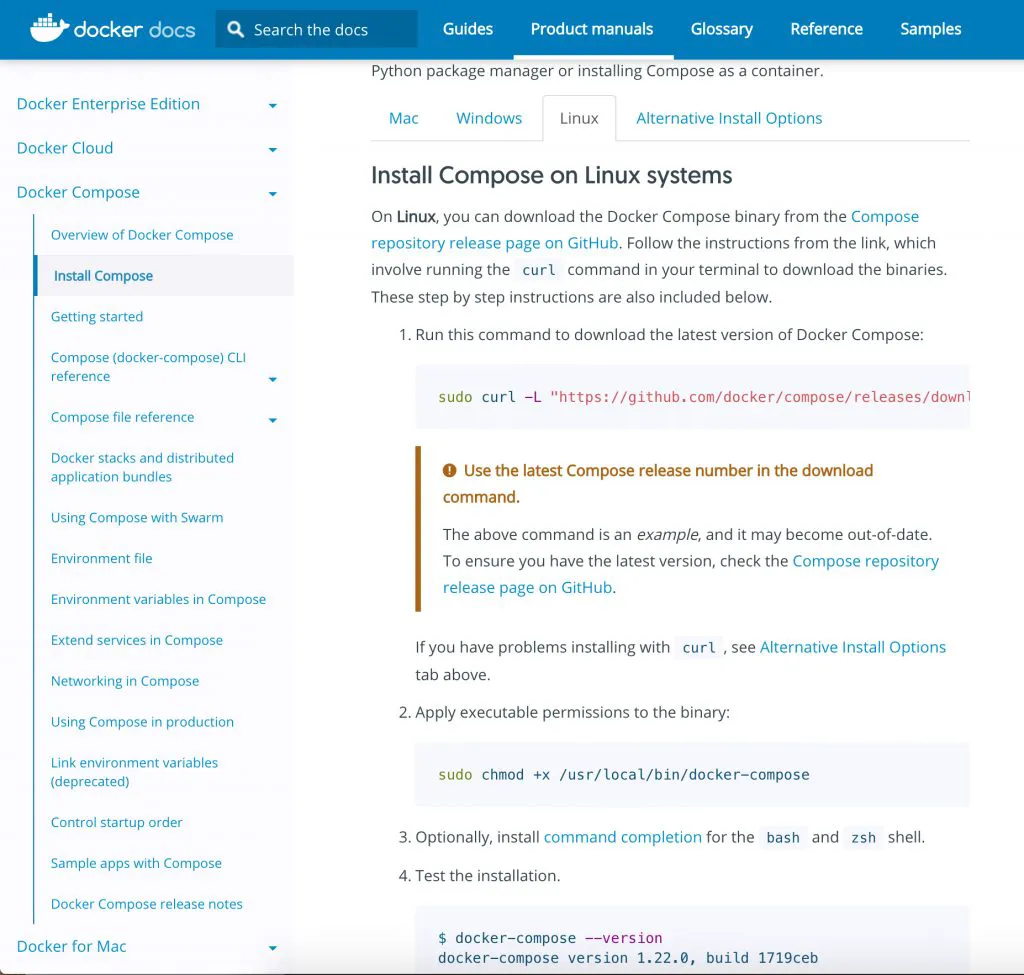 docker docs
Search the docs
Guides
Product manuals
Glossary
Reference
Samples
Docker Enterprise Edition
Docker Cloud
Docker Compose
Overview of Docker Compose
Install Compose
Getting started
Compose (docker-compose) CLI
reference
Compose file reference
Docker stacks and distributed
application bundles
Using Compose with Swarm
Environment file
Environment variables in Compose
Extend services in Compose
Networking in Compose
Using Compose in production
Link environment variables
(deprecated)
Control startup order
Sample apps with Compose
Docker Compose release notes
Docker for Mac
Python package manager or installing Compose as a container.
Mac
Windows
Linux
Alternative Install Options
Install Compose on Linux systems
On Linux, you can download the Docker Compose binary from the Compose
repository release page on GitHub. Follow the instructions from the link, which
involve running the curl command in your terminal to download the binaries.
These step by step instructions are also included below.
1. Run this command to download the latest version of Docker Compose:
sudo curl -L "https://github.com/docker/compose/releases/downl
Use the latest Compose release number in the download
command.
The above command is an example, and it may become out-of-date.
To ensure you have the latest version, check the Compose repository
release page on GitHub.
If you have problems installing with curl , see Alternative Install Options
tab above.
2. Apply executable permissions to the binary:
sudo chmod +x /usr/local/bin/docker-compose
3. Optionally, install command completion for the bash and zsh shell.
4. Test the installation.
$ docker-compose --version
docker-compose version 1.22.0, build 1719ceb